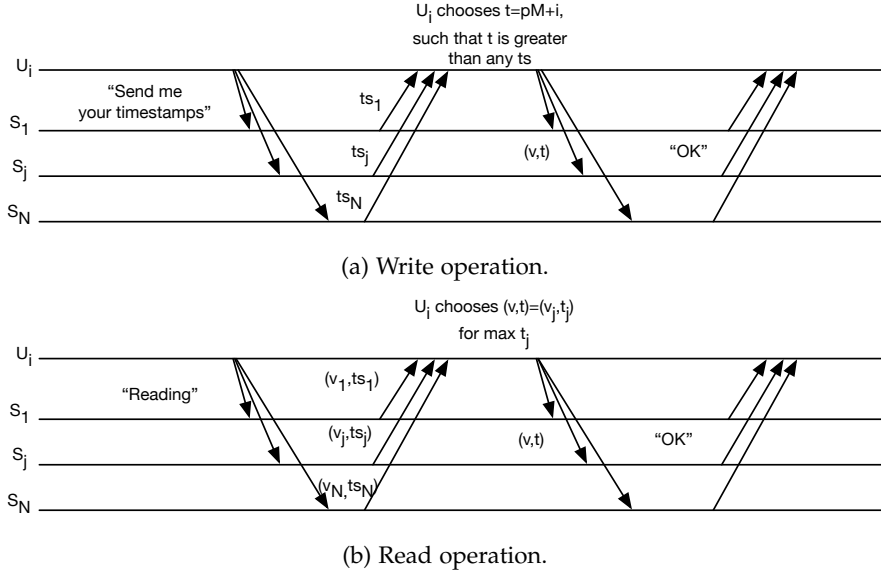 U_i chooses t=pM+i,
such that t is greater
than any ts
U_i
"Send me
your timestamps"
ts_1
S_1
ts_j
(v,t)
"OK"
S_j
ts_N
S_N
(a) Write operation.
U_i chooses (v,t)=(v_j,t_j)
for max t_j
U_i
"Reading"
(v_1,ts_1)
S_1
(v_j,ts_j)
(v,t)
"OK"
S_j
(v_N,ts_N)
S_N
(b) Read operation.